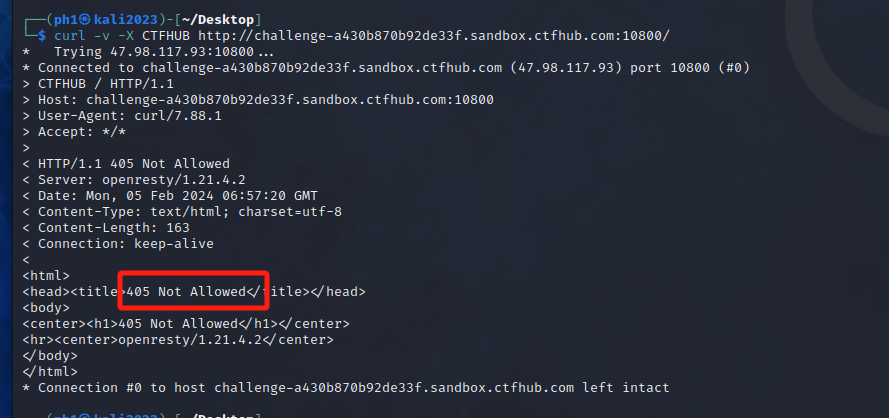 ┌──(ph1㉿kali2023)-[~/Desktop]
└─$ curl -v -X CTFHUB http://challenge-a430b870b92de33f.sandbox.ctfhub.com:10800/
*   Trying 47.98.117.93:10800...
* Connected to challenge-a430b870b92de33f.sandbox.ctfhub.com (47.98.117.93) port 10800 (#0)
> CTFHUB / HTTP/1.1
> Host: challenge-a430b870b92de33f.sandbox.ctfhub.com:10800
> User-Agent: curl/7.88.1
> Accept: */*
>
< HTTP/1.1 405 Not Allowed
< Server: openresty/1.21.4.2
< Date: Mon, 05 Feb 2024 06:57:20 GMT
< Content-Type: text/html; charset=utf-8
< Content-Length: 163
< Connection: keep-alive
<
<html>
<head><title>405 Not Allowed</title></head>
<body>
<center><h1>405 Not Allowed</h1></center>
<hr><center>openresty/1.21.4.2</center>
</body>
</html>
* Connection #0 to host challenge-a430b870b92de33f.sandbox.ctfhub.com left intact